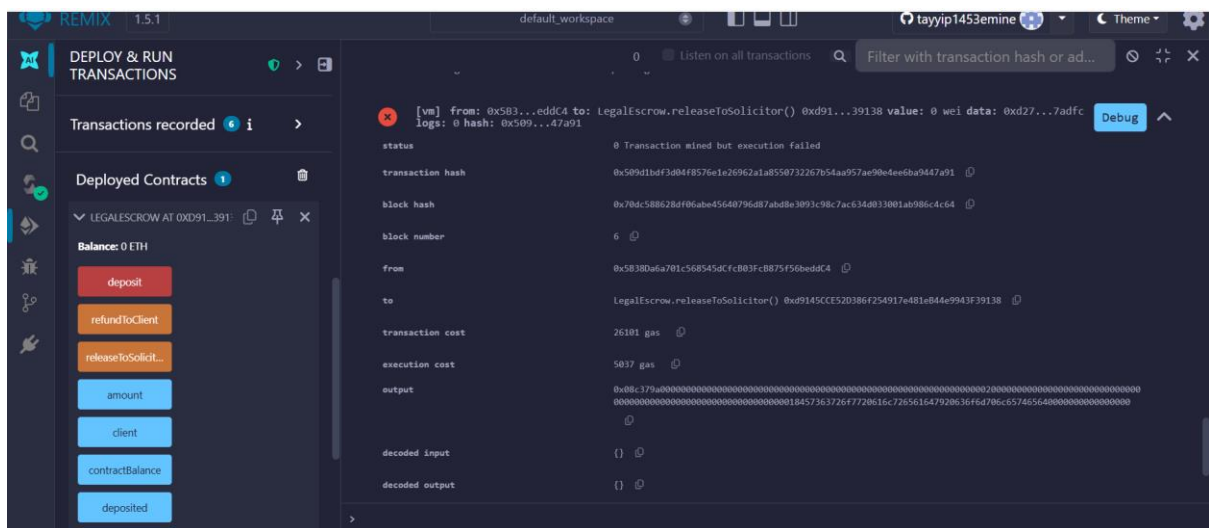 REMIX 1.5.1 default_workspace tayyip1453emine Theme
DEPLOY & RUN
TRANSACTIONS
0 Listen on all transactions Filter with transaction hash or ad...
Transactions recorded 6 i
Deployed Contracts 1
LEGALESCROW AT 0XD91...391
Balance: 0 ETH
deposit
refundToClient
releaseToSolicit...
amount
client
contractBalance
deposited
[vm] from: 0x5B3...eddC4 to: LegalEscrow.releaseToSolicitor() 0xd91...39138 value: 0 wei data: 0xd27...7adfc
logs: 0 hash: 0x509...47a91
Debug
status 0 Transaction mined but execution failed
transaction hash
block hash
block number 6
from 0x5B38Da6a701c568545dCfcB03FcB875f56beddC4
to LegalEscrow.releaseToSolicitor() 0xd9145CCE52D386f254917e481eB44e9943F39138
transaction cost 26101 gas
execution cost 5037 gas
output
decoded input {}
decoded output {}
>